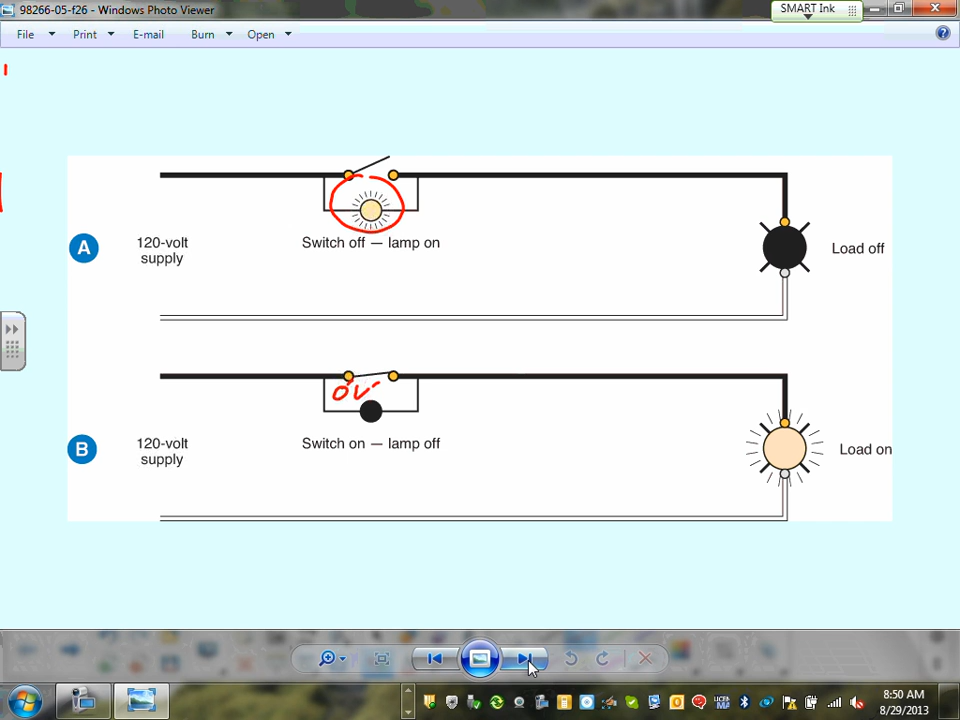 98266-05-f26 - Windows Photo Viewer
SMART Ink
File Print E-mail Burn Open
Switch off — lamp on
A
120-volt
supply
Load off
0V
Switch on — lamp off
B
120-volt
supply
Load on
8:50 AM
8/29/2013